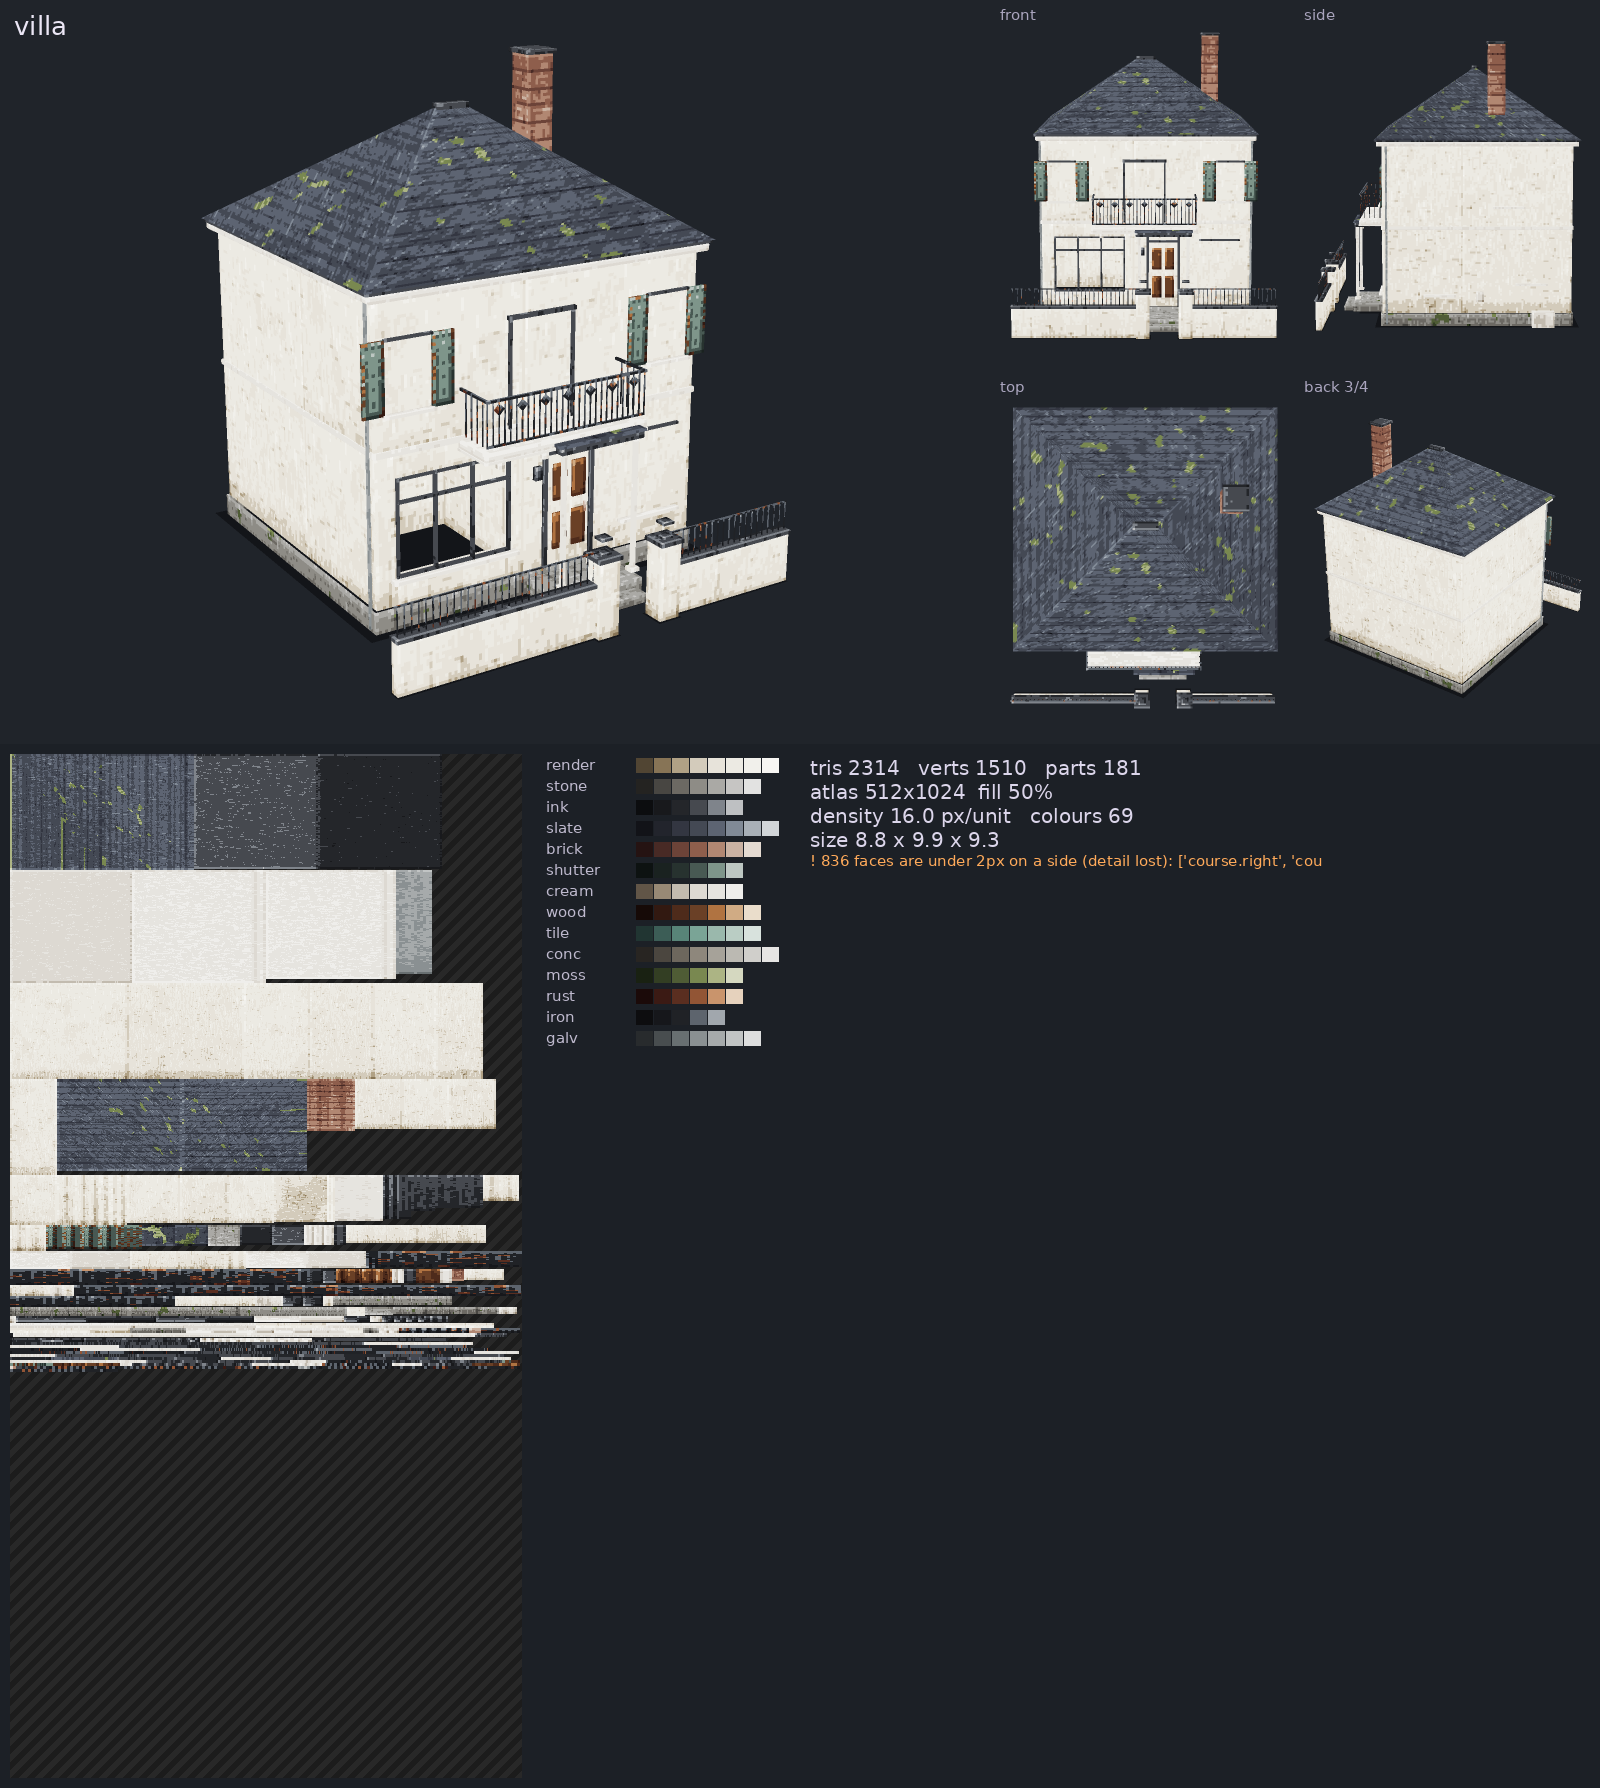 villa
front
side
top
back 3/4
render
stone
ink
slate
brick
shutter
cream
wood
tile
conc
moss
rust
iron
galv
tris 2314 verts 1510 parts 181
atlas 512x1024 fill 50%
density 16.0 px/unit colours 69
size 8.8 x 9.9 x 9.3
! 836 faces are under 2px on a side (detail lost): ['course.right', 'cou